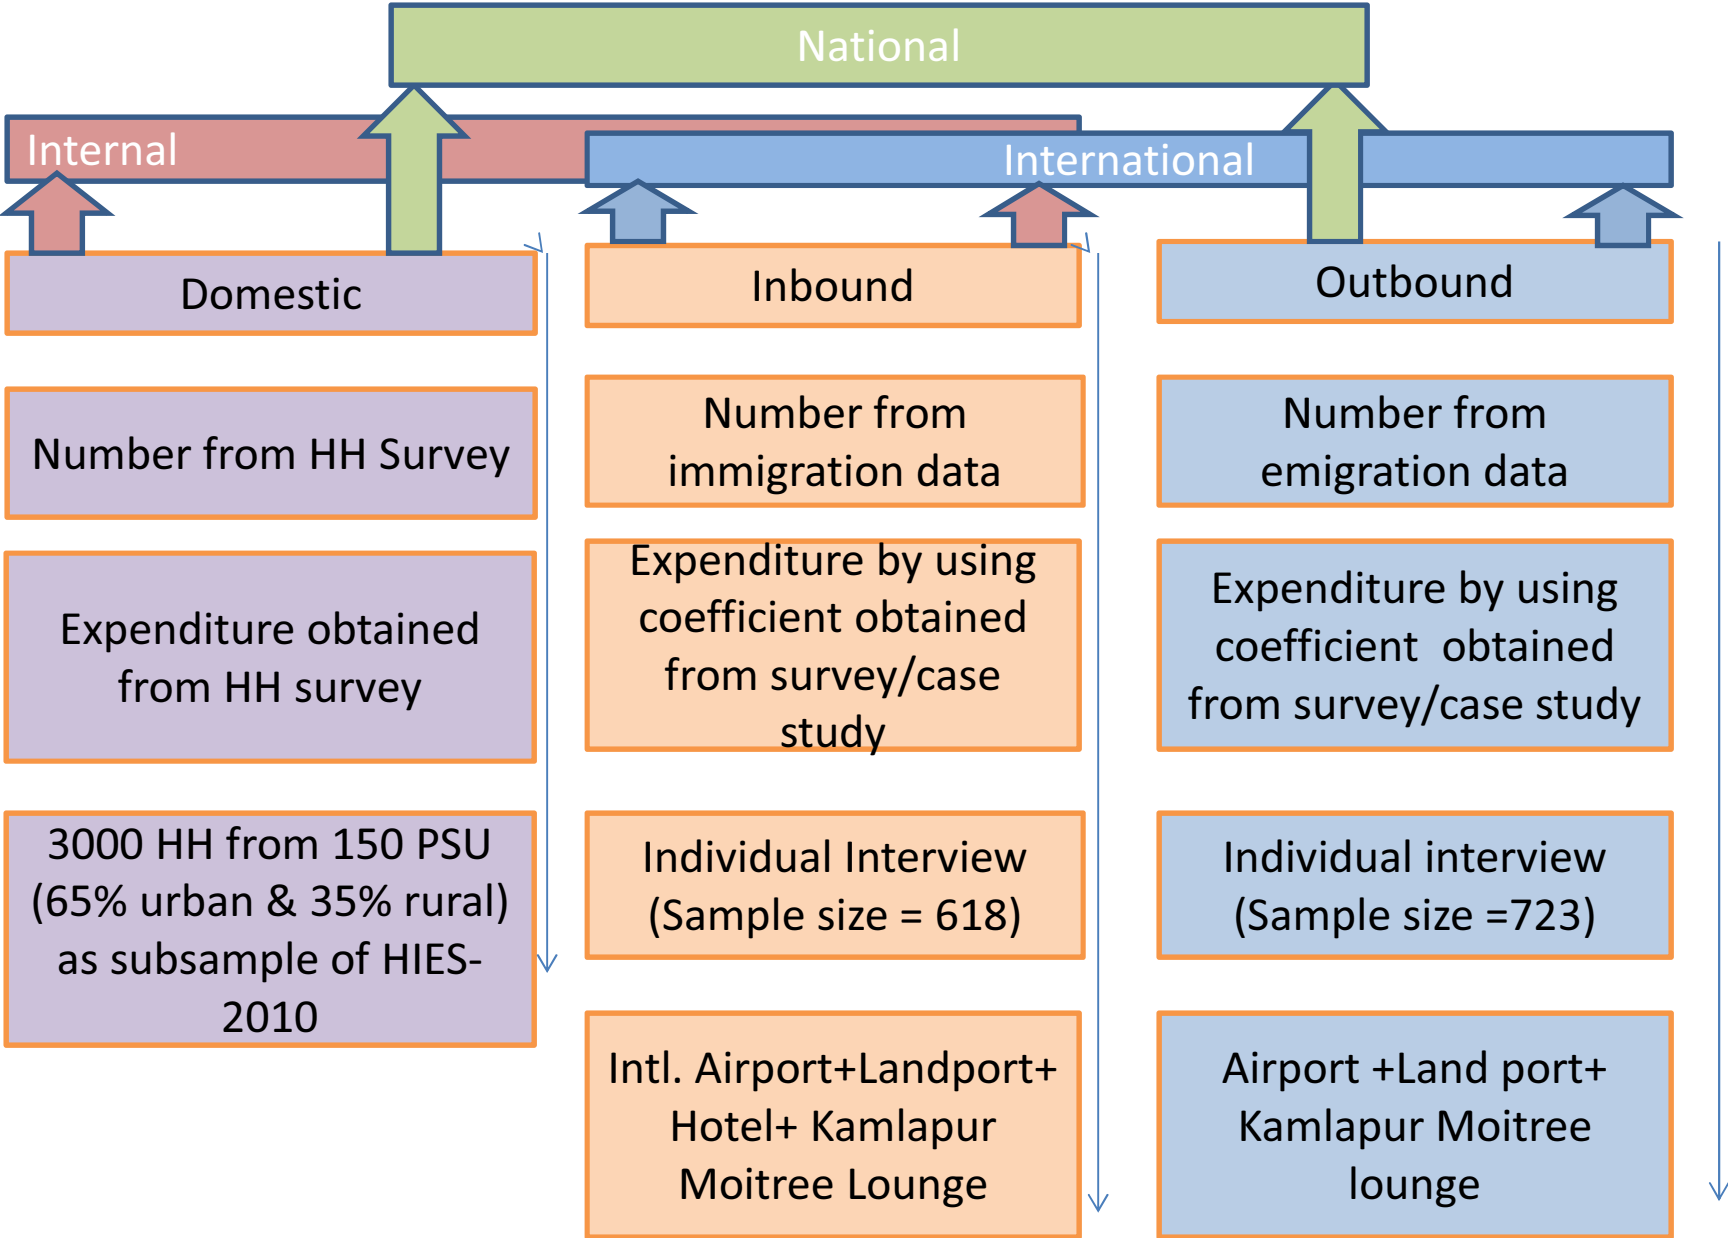 National
Internal
International
Domestic
Inbound
Outbound
Number from HH Survey
Number from
immigration data
Number from
emigration data
Expenditure obtained
from HH survey
Expenditure by using
coefficient obtained
from survey/case
study
Expenditure by using
coefficient  obtained
from survey/case study
3000 HH from 150 PSU
(65% urban & 35% rural)
as subsample of HIES-
2010
Individual Interview
(Sample size = 618)
Individual interview
(Sample size =723)
Intl. Airport+Landport+
Hotel+ Kamlapur
Moitree Lounge
Airport +Land port+
Kamlapur Moitree
lounge